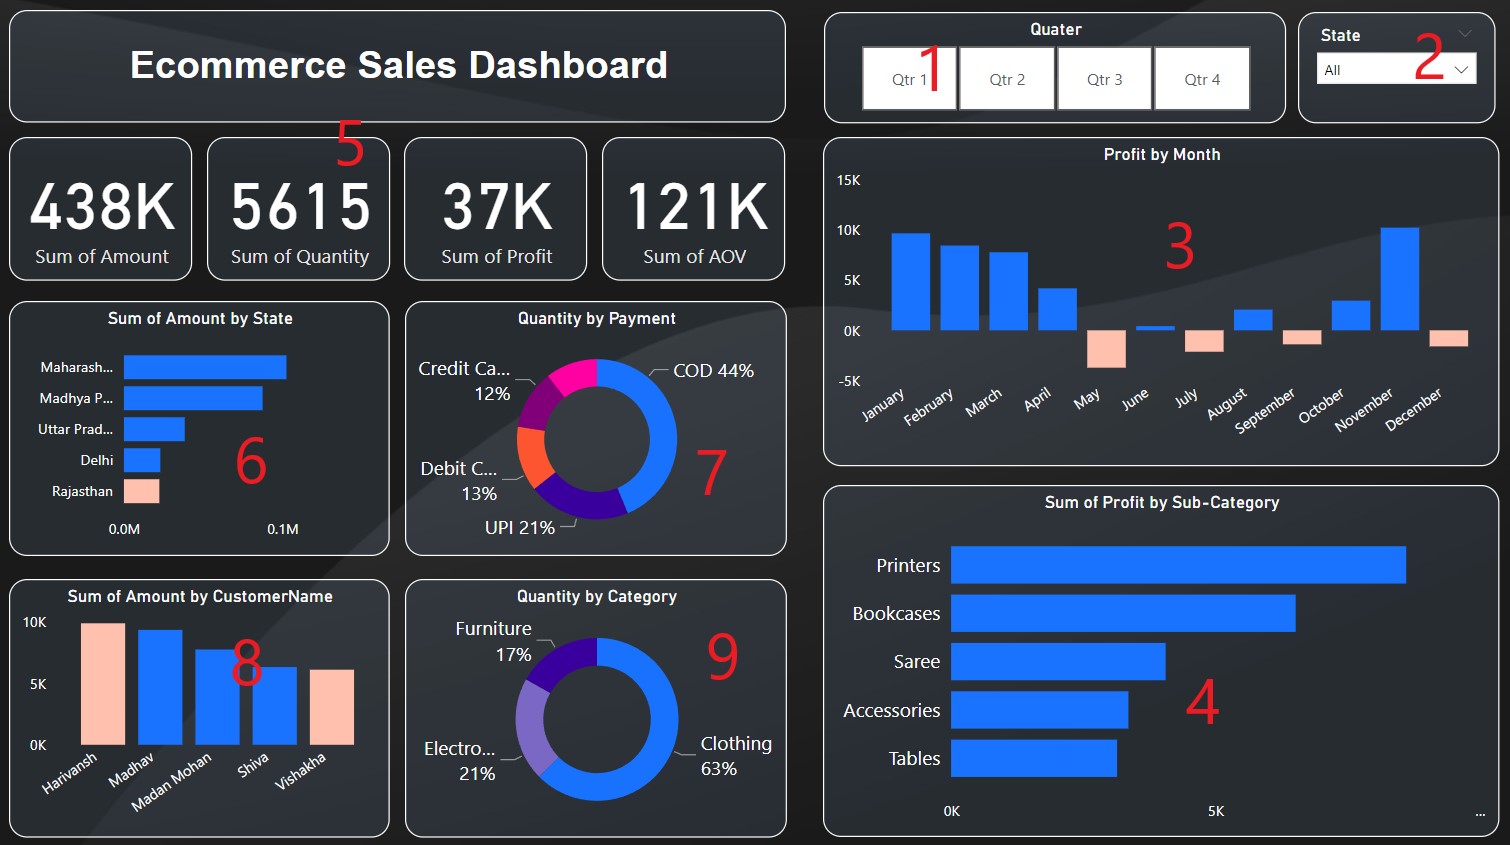 Ecommerce Sales Dashboard
Quater
Qtr 1
Qtr 2
Qtr 3
Qtr 4
1
State
All
2
5
438K
Sum of Amount
5615
Sum of Quantity
37K
Sum of Profit
121K
Sum of AOV
Profit by Month
15K
10K
5K
0K
-5K
3
January
February
March
April
May
June
July
August
September
October
November
December
Sum of Amount by State
Maharash...
Madhya P...
Uttar Prad...
Delhi
Rajasthan
0.0M
0.1M
6
Quantity by Payment
Credit Ca...
12%
COD 44%
Debit C...
13%
UPI 21%
7
Sum of Profit by Sub-Category
Printers
Bookcases
Saree
Accessories
Tables
0K
5K
...
4
Sum of Amount by CustomerName
10K
5K
0K
8
Harivansh
Madhav
Madan Mohan
Shiva
Vishakha
Quantity by Category
Furniture
17%
9
Electro...
21%
Clothing
63%